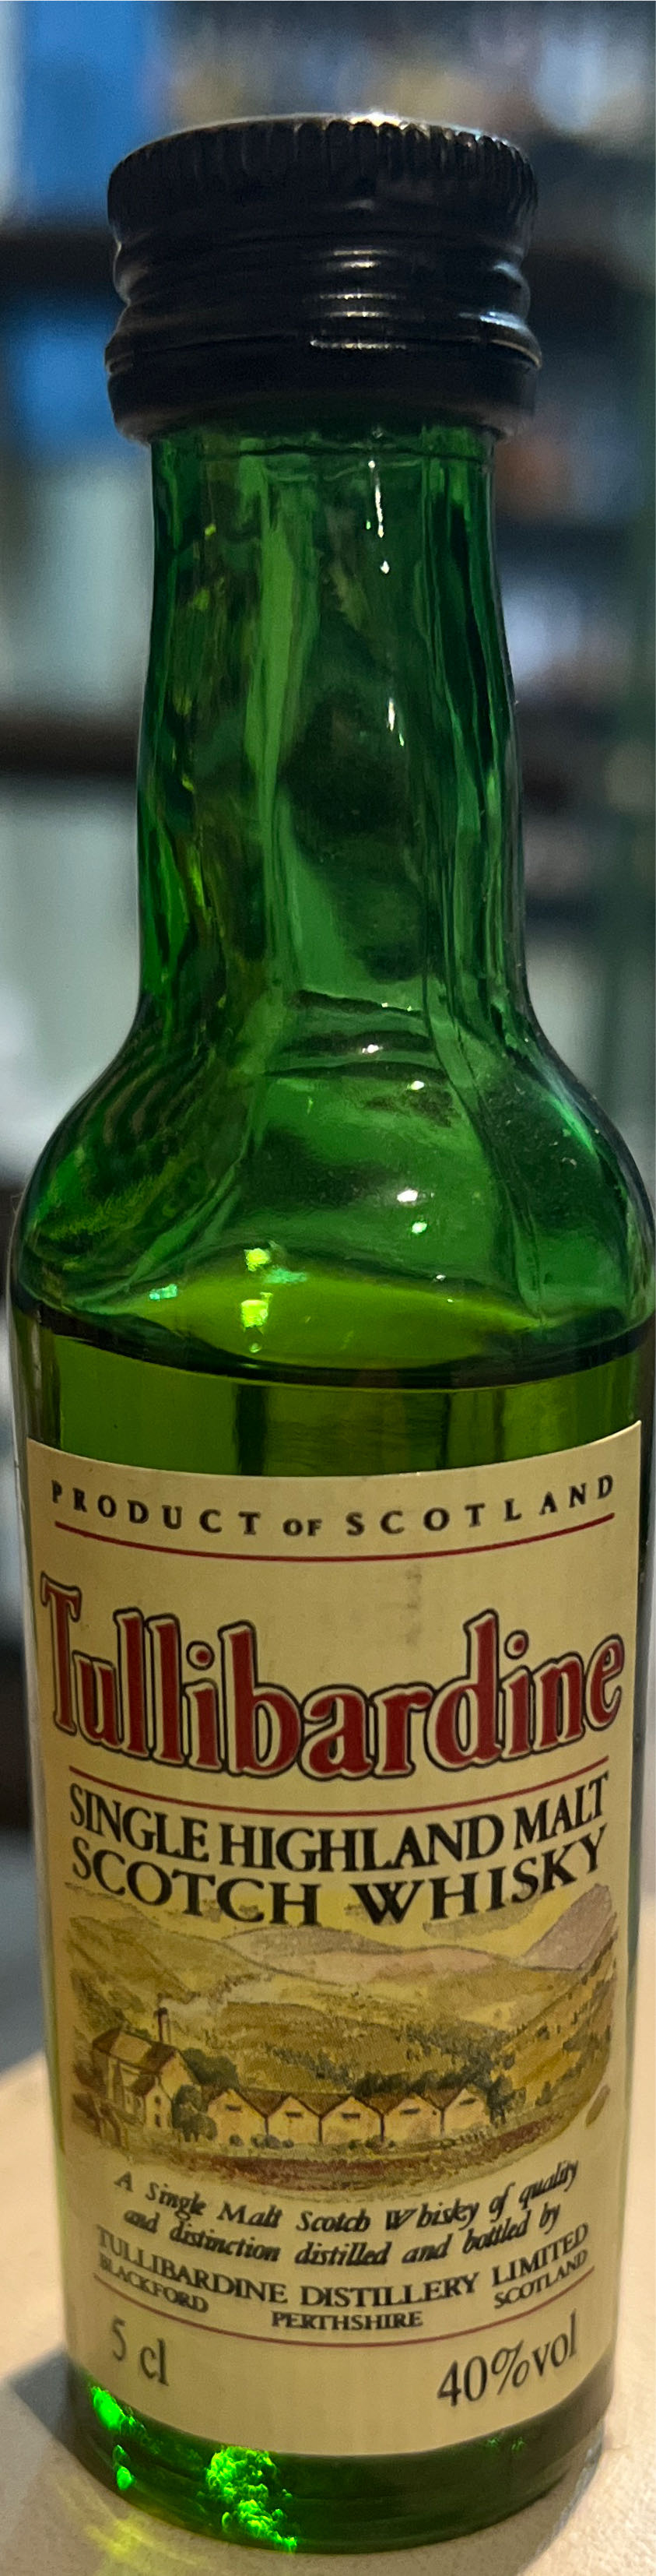 PRODUCT OF SCOTLAND
Tullibardine
SINGLE HIGHLAND MALT
SCOTCH WHISKY
A Single Malt Scotch Whisky of quality
and distinction distilled and bottled by
TULLIBARDINE DISTILLERY LIMITED
BLACKFORD PERTHSHIRE SCOTLAND
5 cl 40%vol